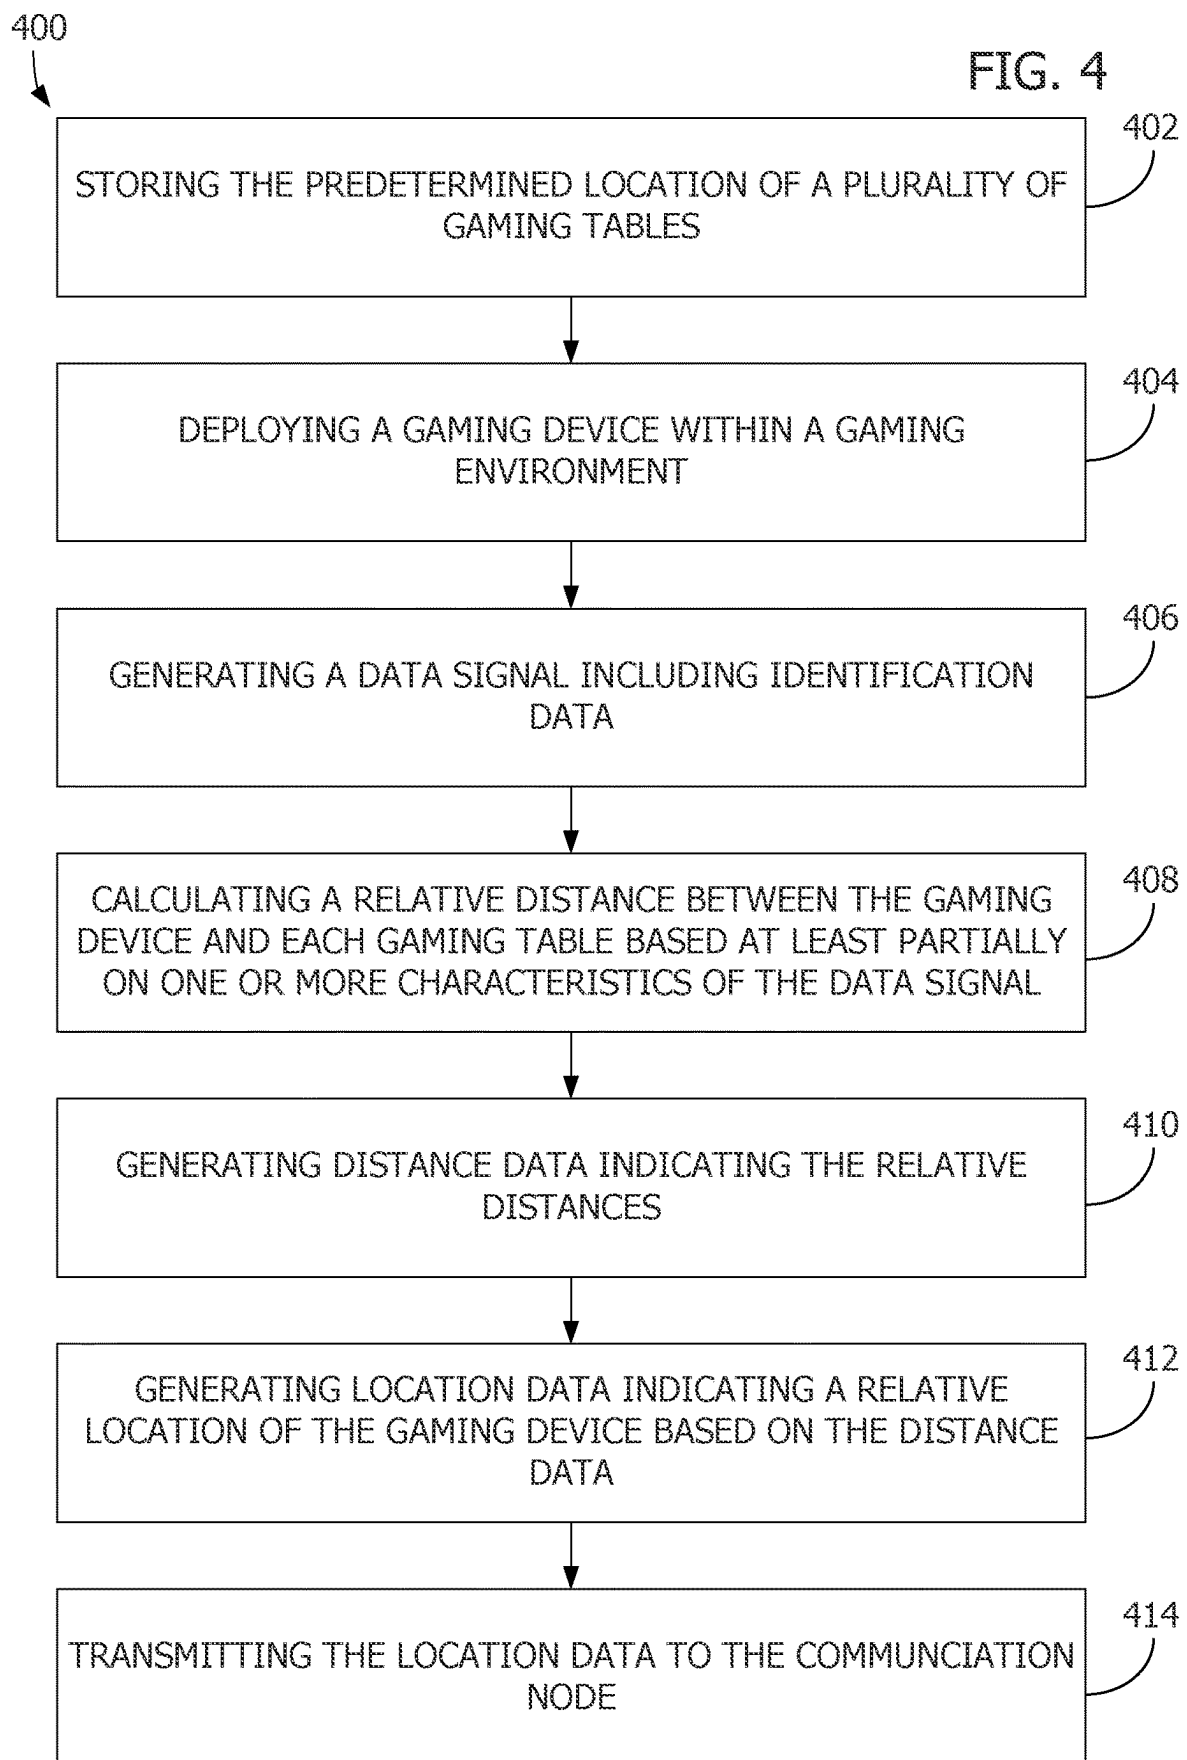 400
FIG. 4
402
STORING THE PREDETERMINED LOCATION OF A PLURALITY OF
GAMING TABLES
404
DEPLOYING A GAMING DEVICE WITHIN A GAMING
ENVIRONMENT
406
GENERATING A DATA SIGNAL INCLUDING IDENTIFICATION
DATA
408
CALCULATING A RELATIVE DISTANCE BETWEEN THE GAMING
DEVICE AND EACH GAMING TABLE BASED AT LEAST PARTIALLY
ON ONE OR MORE CHARACTERISTICS OF THE DATA SIGNAL
410
GENERATING DISTANCE DATA INDICATING THE RELATIVE
DISTANCES
412
GENERATING LOCATION DATA INDICATING A RELATIVE
LOCATION OF THE GAMING DEVICE BASED ON THE DISTANCE
DATA
414
TRANSMITTING THE LOCATION DATA TO THE COMMUNCIATION
NODE